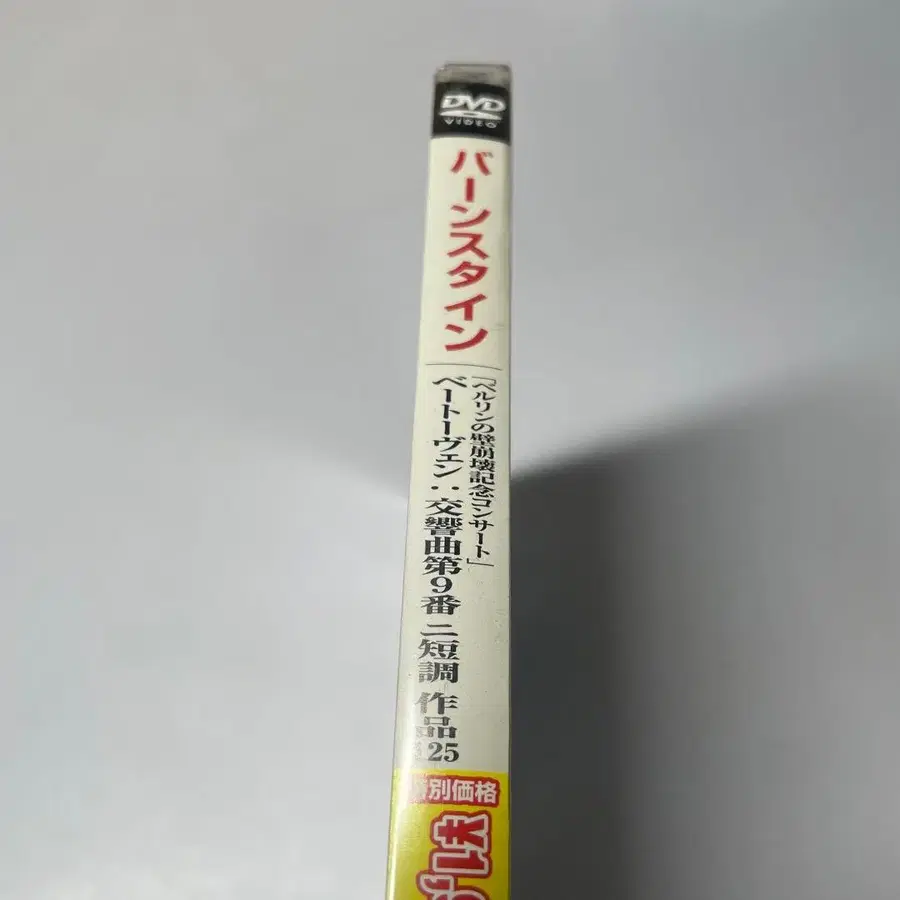 DVD
VIDEO
バーンスタイン
「ベルリンの壁崩壊記念コンサート」
ベートーヴェン:交響曲第9番 ニ短調 作品125
特別価格